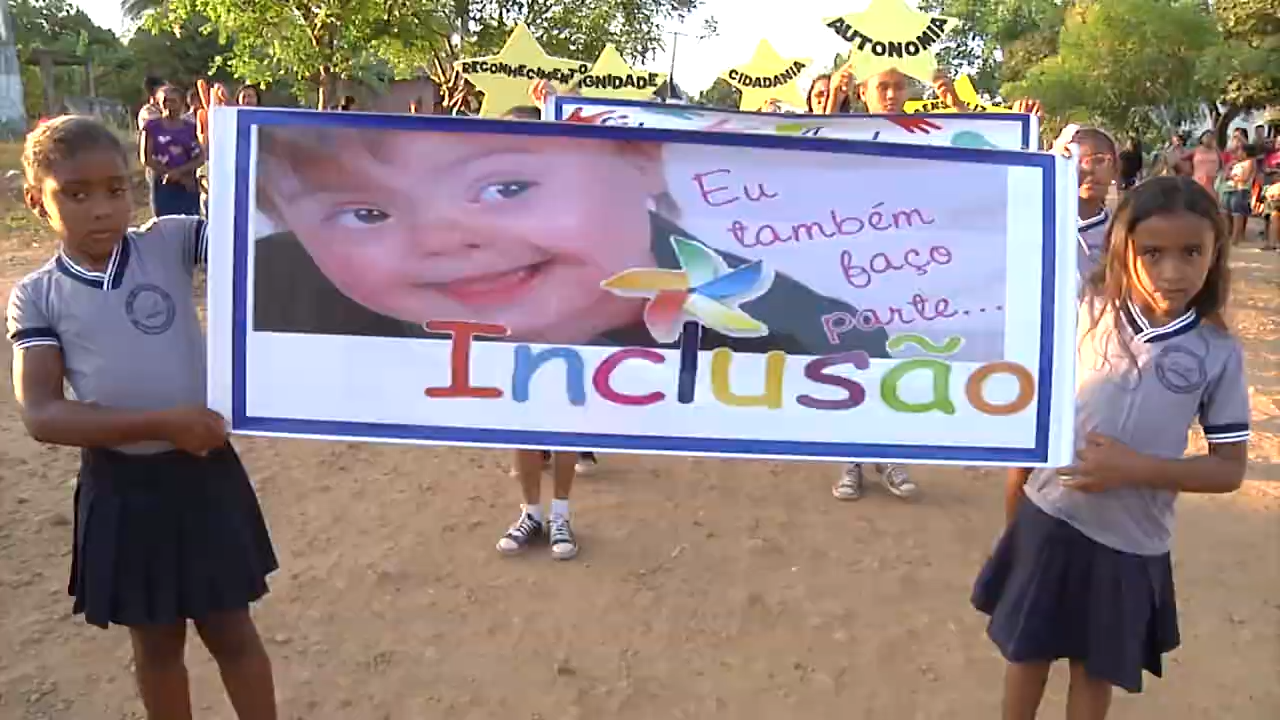 RECONHECIMENTO
DIGNIDADE
CIDADANIA
AUTONOMIA
Eu
também
faço
parte...
Inclusão